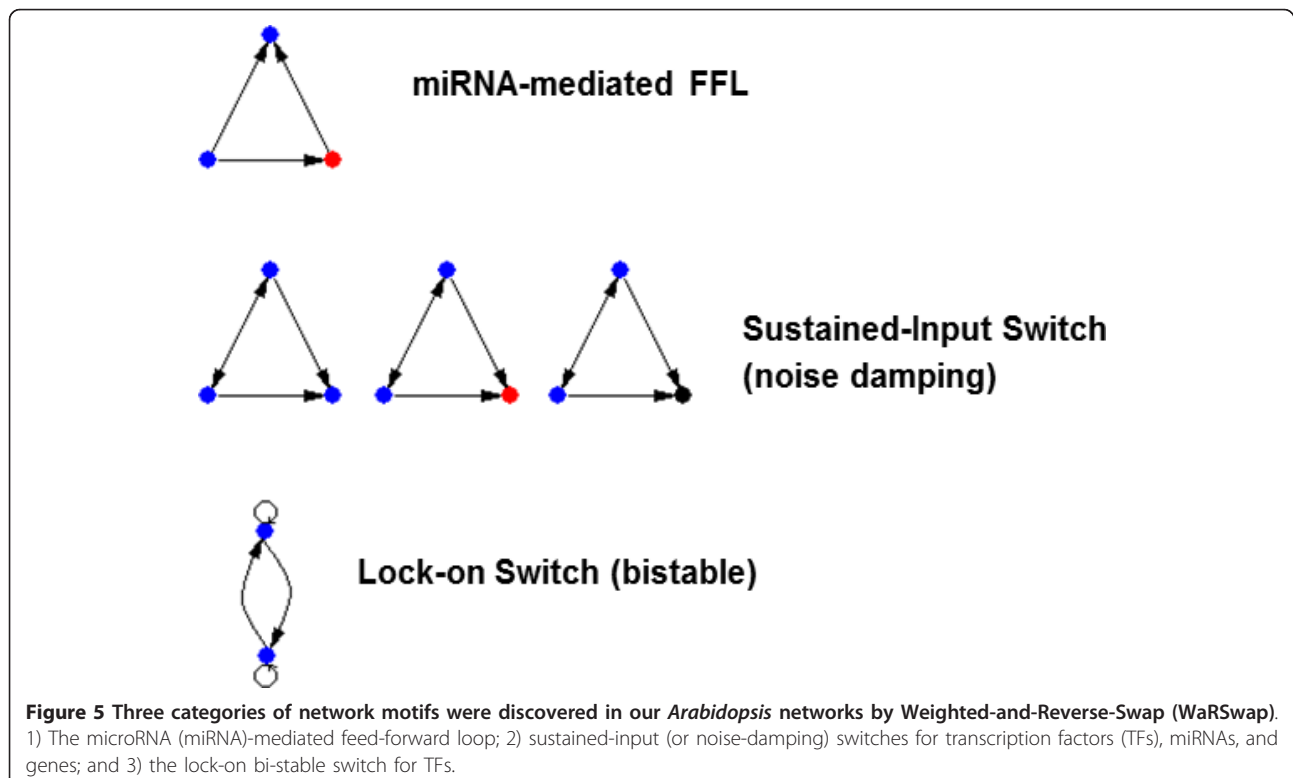 miRNA-mediated FFL
Sustained-Input Switch
(noise damping)
Lock-on Switch (bistable)
Figure 5 Three categories of network motifs were discovered in our Arabidopsis networks by Weighted-and-Reverse-Swap (WaRSwap).
1) The microRNA (miRNA)-mediated feed-forward loop; 2) sustained-input (or noise-damping) switches for transcription factors (TFs), miRNAs, and
genes; and 3) the lock-on bi-stable switch for TFs.